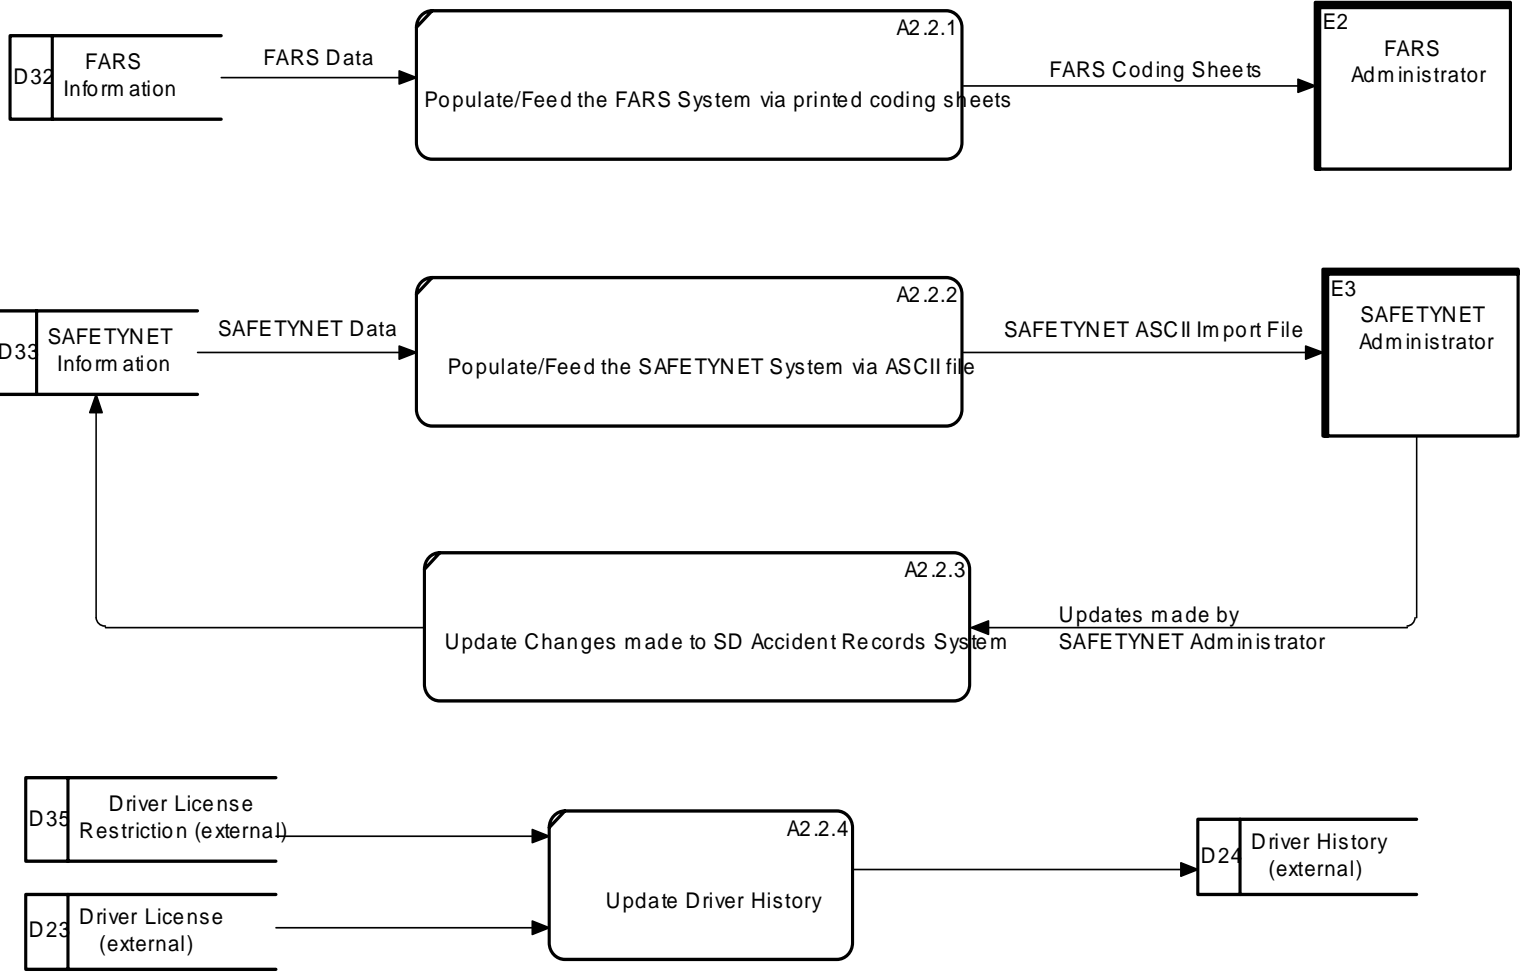 A2.2.1
D32
FARS
Information
FARS Data
Populate/Feed the FARS System via printed coding sheets
FARS Coding Sheets
E2
FARS
Administrator
D33
SAFETYNET
Information
SAFETYNET Data
A2.2.2
Populate/Feed the SAFETYNET System via ASCII file
SAFETYNET ASCII Import File
E3
SAFETYNET
Administrator
A2.2.3
Update Changes made to SD Accident Records System
Updates made by
SAFETYNET Administrator
D35
Driver License
Restriction (external)
D23
Driver License
(external)
A2.2.4
Update Driver History
D24
Driver History
(external)